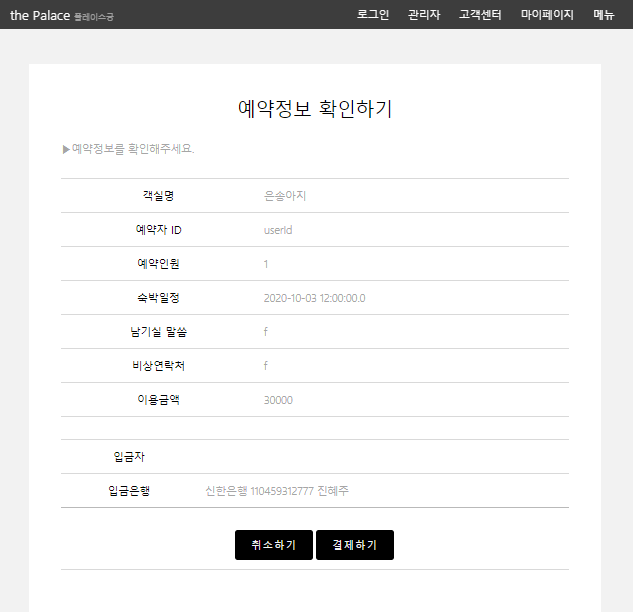 the Palace 플레이스궁 로그인 관리자 고객센터 마이페이지 메뉴
예약정보 확인하기
▶예약정보를 확인해주세요.
객실명 은송아지
예약자 ID userId
예약인원 1
숙박일정 2020-10-03 12:00:00.0
남기실 말씀 f
비상연락처 f
이용금액 30000
입금자
입금은행 신한은행 110459312777 진혜주
취소하기 결제하기